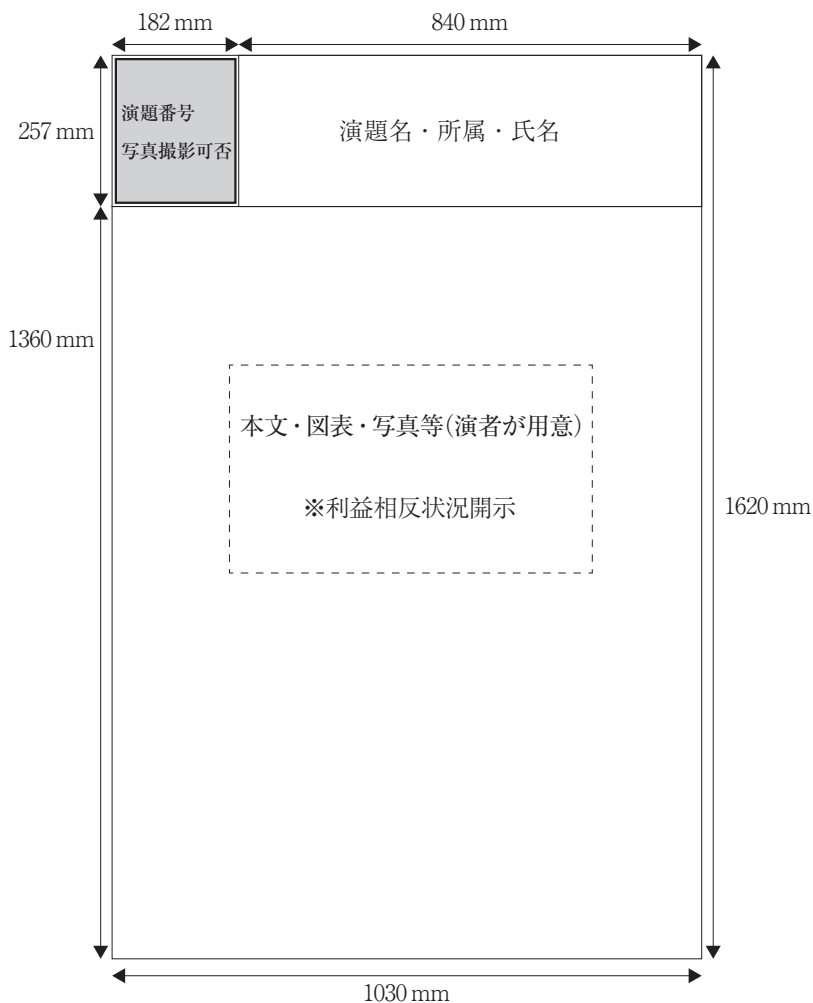 182 mm
840 mm
257 mm
演題番号
写真撮影可否
演題名・所属・氏名
1360 mm
本文・図表・写真等(演者が用意)
※利益相反状況開示
1620 mm
1030 mm